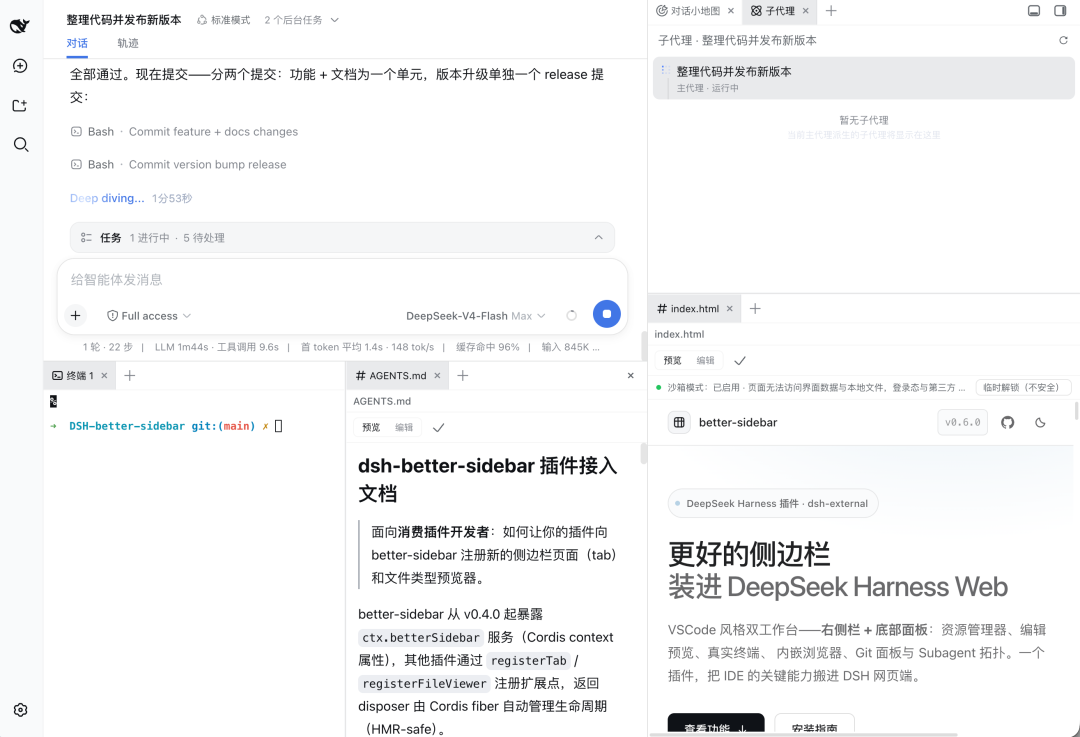 整理代码并发布新版本 标准模式 2 个后台任务
对话 轨迹
全部通过。现在提交——分两个提交：功能 + 文档为一个单元，版本升级单独一个 release 提
交：
Bash · Commit feature + docs changes
Bash · Commit version bump release
Deep diving... 1分53秒
任务 1 进行中 · 5 待处理
给智能体发消息
Full access DeepSeek-V4-Flash Max
1 轮 · 22 步 | LLM 1m44s · 工具调用 9.6s | 首 token 平均 1.4s · 148 tok/s | 缓存命中 96% | 输入 845K ...
终端 1
%
→ DSH-better-sidebar git:(main) ✗
# AGENTS.md
AGENTS.md
预览 编辑
dsh-better-sidebar 插件接入
文档
面向消费插件开发者：如何让你的插件向
better-sidebar 注册新的侧边栏页面（tab）
和文件类型预览器。
better-sidebar 从 v0.4.0 起暴露
ctx.betterSidebar 服务（Cordis context
属性），其他插件通过 registerTab /
registerFileViewer 注册扩展点，返回
disposer 由 Cordis fiber 自动管理生命周期
（HMR-safe）。
对话小地图 子代理
子代理 · 整理代码并发布新版本
整理代码并发布新版本
主代理 · 运行中
暂无子代理
当前主代理派生的子代理将显示在这里
# index.html
index.html
预览 编辑
沙箱模式：已启用 · 页面无法访问界面数据与本地文件，登录态与第三方 ... 临时解锁（不安全）
better-sidebar v0.6.0
DeepSeek Harness 插件 · dsh-external
更好的侧边栏
装进 DeepSeek Harness Web
VSCode 风格双工作台——右侧栏 + 底部面板：资源管理器、编辑
预览、真实终端、内嵌浏览器、Git 面板与 Subagent 拓扑。一个
插件，把 IDE 的关键能力搬进 DSH 网页端。
查看功能 ↓ 安装指南